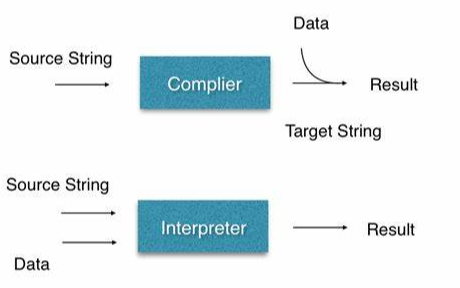 Data
Source String
Complier
Result
Target String
Source String
Interpreter
Result
Data